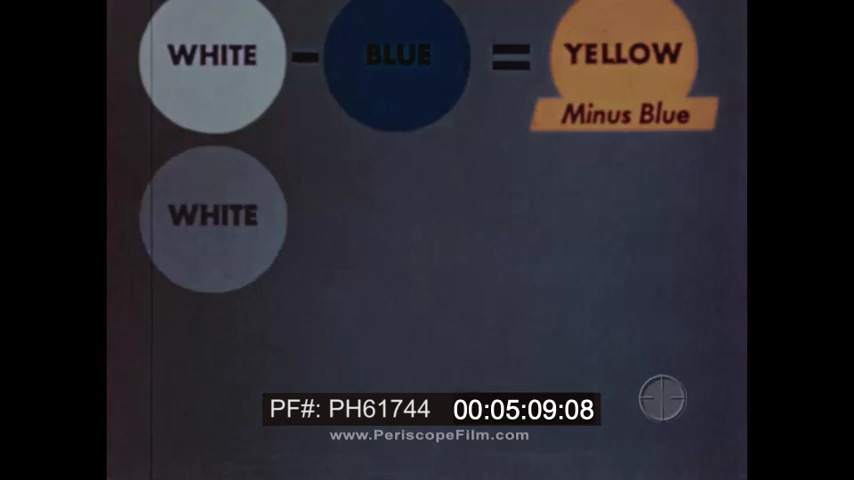 WHITE - BLUE = YELLOW
Minus Blue
WHITE
PF#: PH61744 00:05:09:08
www.PeriscopeFilm.com